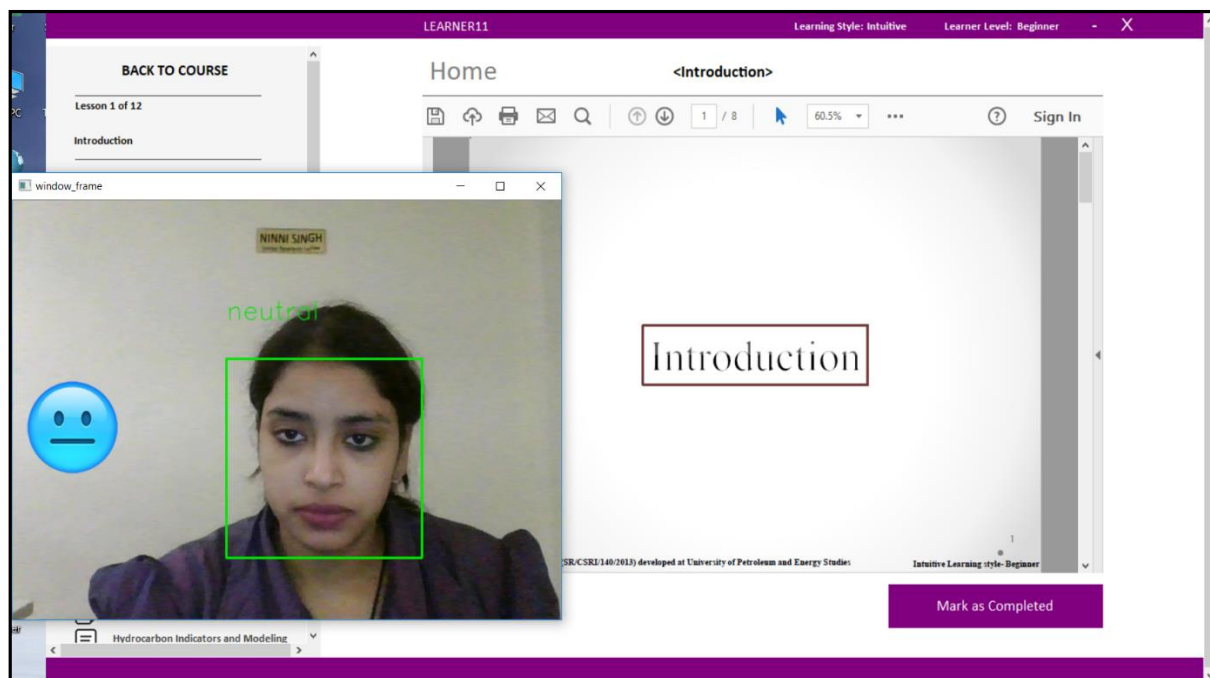 LEARNER11
Learning Style: Intuitive
Learner Level: Beginner
- X
BACK TO COURSE
Lesson 1 of 12
Introduction
Home
<Introduction>
1 / 8
60.5%
Sign In
window_frame
NINNI SINGH
neutral
Introduction
1
SR/CSRI/140/2013) developed at University of Petroleum and Energy Studies
Intuitive Learning style- Beginner
Mark as Completed
Hydrocarbon Indicators and Modeling